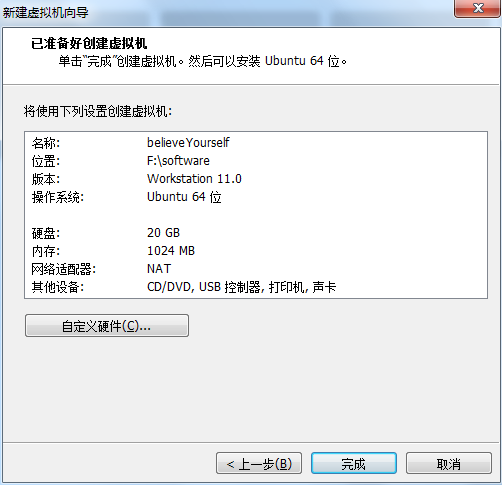 新建虚拟机向导
已准备好创建虚拟机
单击“完成”创建虚拟机。然后可以安装 Ubuntu 64 位。
将使用下列设置创建虚拟机:
名称: believeYourself
位置: F:\software
版本: Workstation 11.0
操作系统: Ubuntu 64 位
硬盘: 20 GB
内存: 1024 MB
网络适配器: NAT
其他设备: CD/DVD, USB 控制器, 打印机, 声卡
自定义硬件(C)...
< 上一步(B) 完成 取消